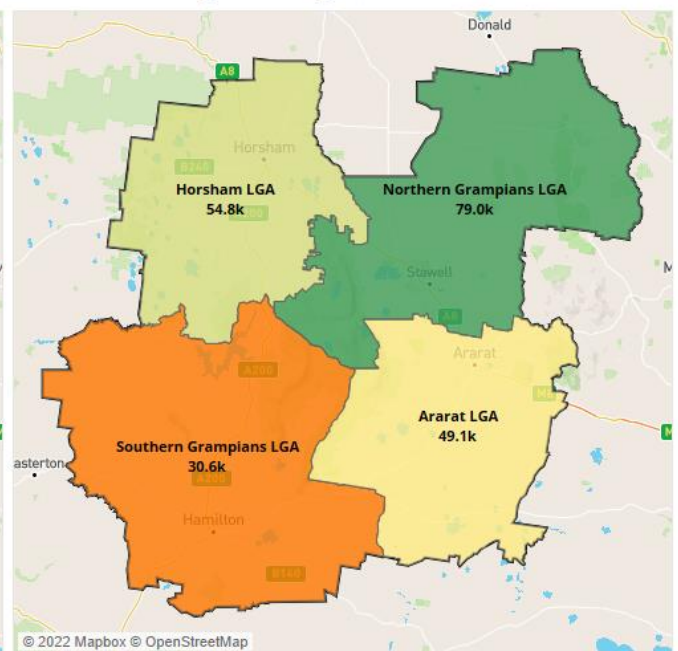 Donald
A8
Horsham
B240
Horsham LGA
54.8k
Northern Grampians LGA
79.0k
Stawell
A8
Ararat
A200
M8
Ararat LGA
49.1k
Southern Grampians LGA
30.6k
asterton
A200
Hamilton
B140
© 2022 Mapbox © OpenStreetMap